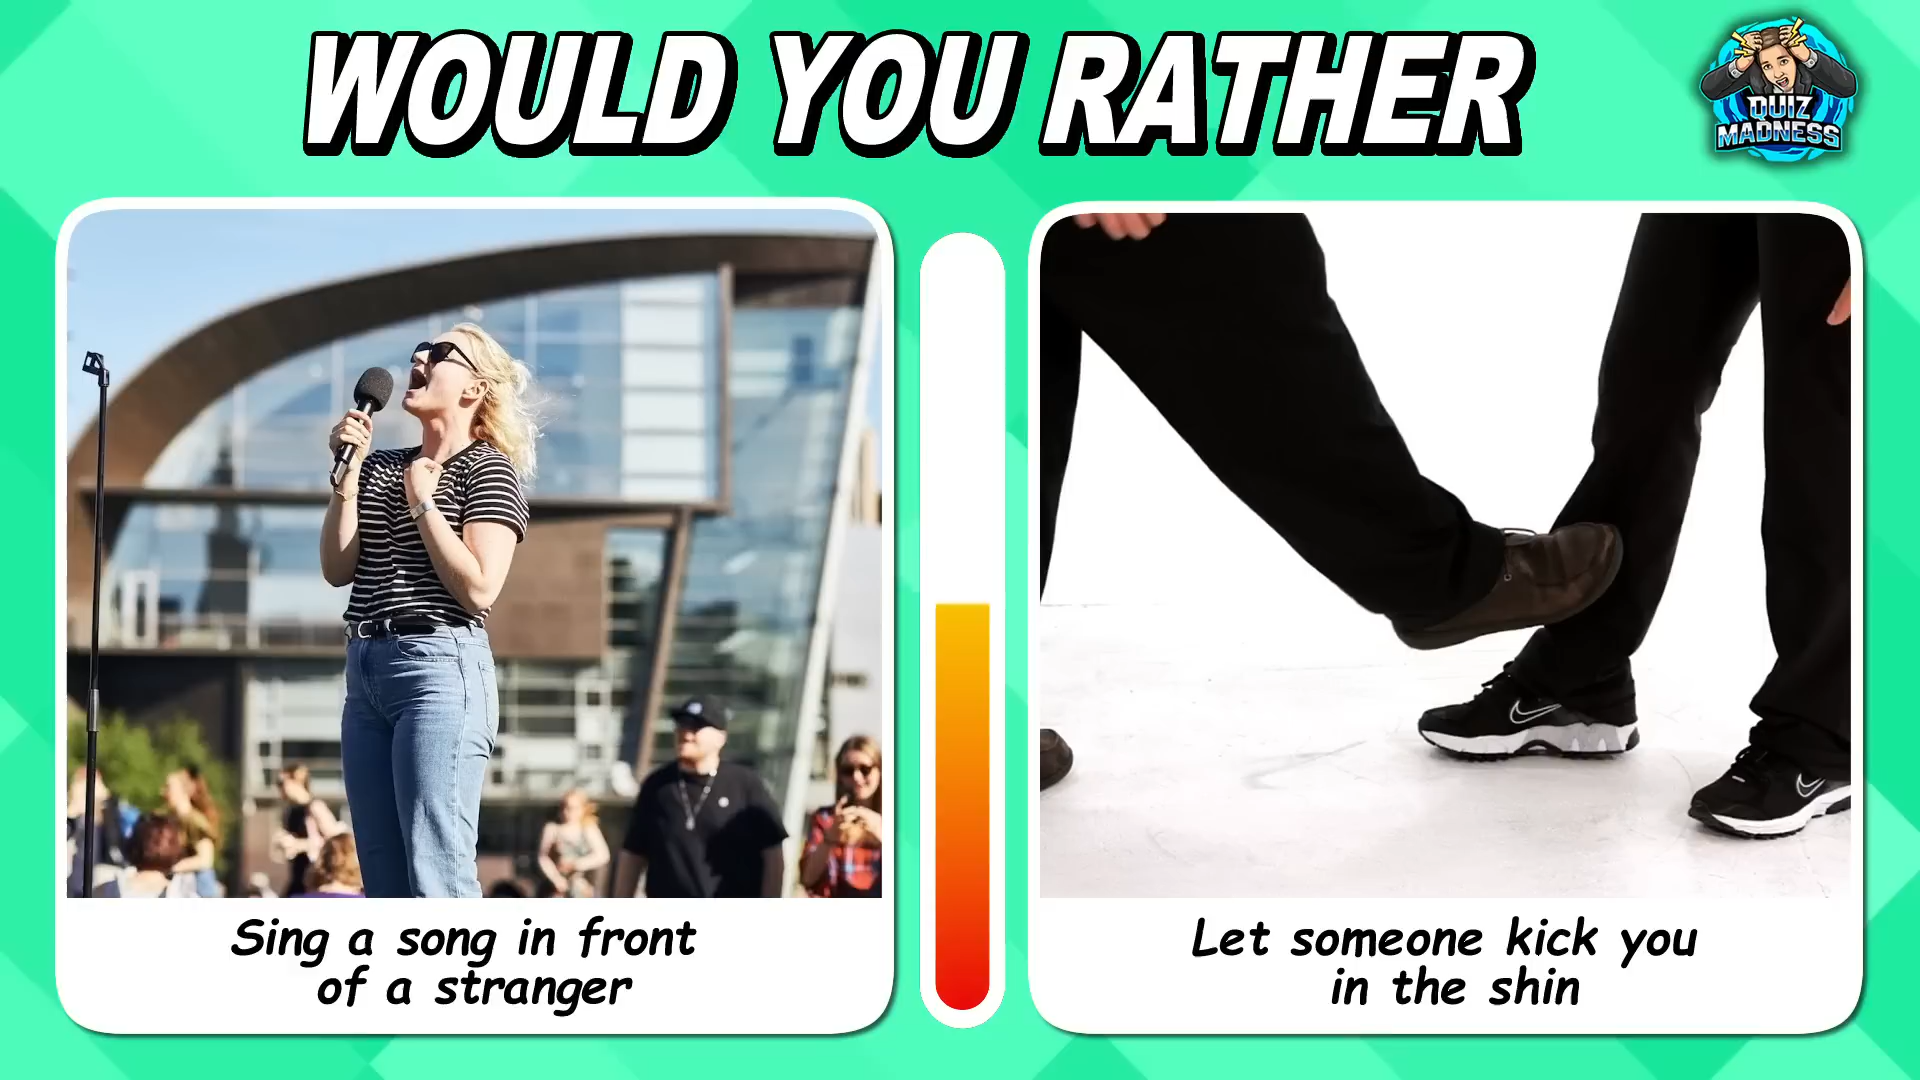 WOULD YOU RATHER
QUIZ
MADNESS
Sing a song in front
of a stranger
Let someone kick you
in the shin